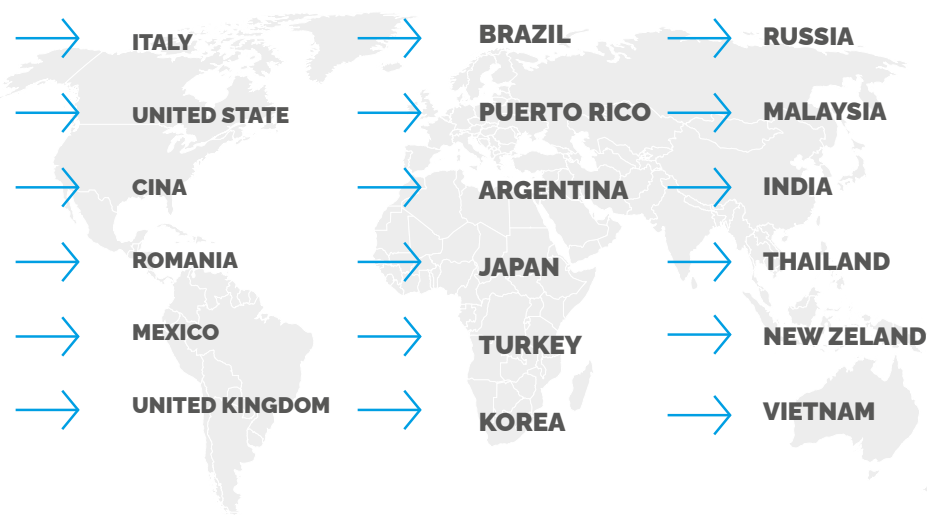 ITALY
UNITED STATE
CINA
ROMANIA
MEXICO
UNITED KINGDOM
BRAZIL
PUERTO RICO
ARGENTINA
JAPAN
TURKEY
KOREA
RUSSIA
MALAYSIA
INDIA
THAILAND
NEW ZELAND
VIETNAM